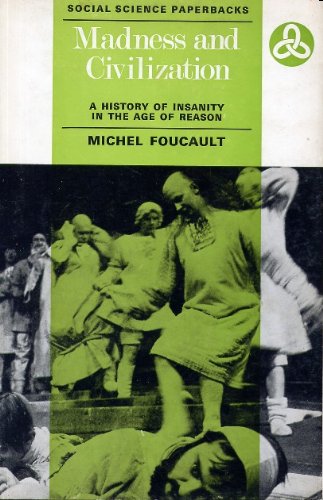 SOCIAL SCIENCE PAPERBACKS
Madness and
Civilization
A HISTORY OF INSANITY
IN THE AGE OF REASON
MICHEL FOUCAULT